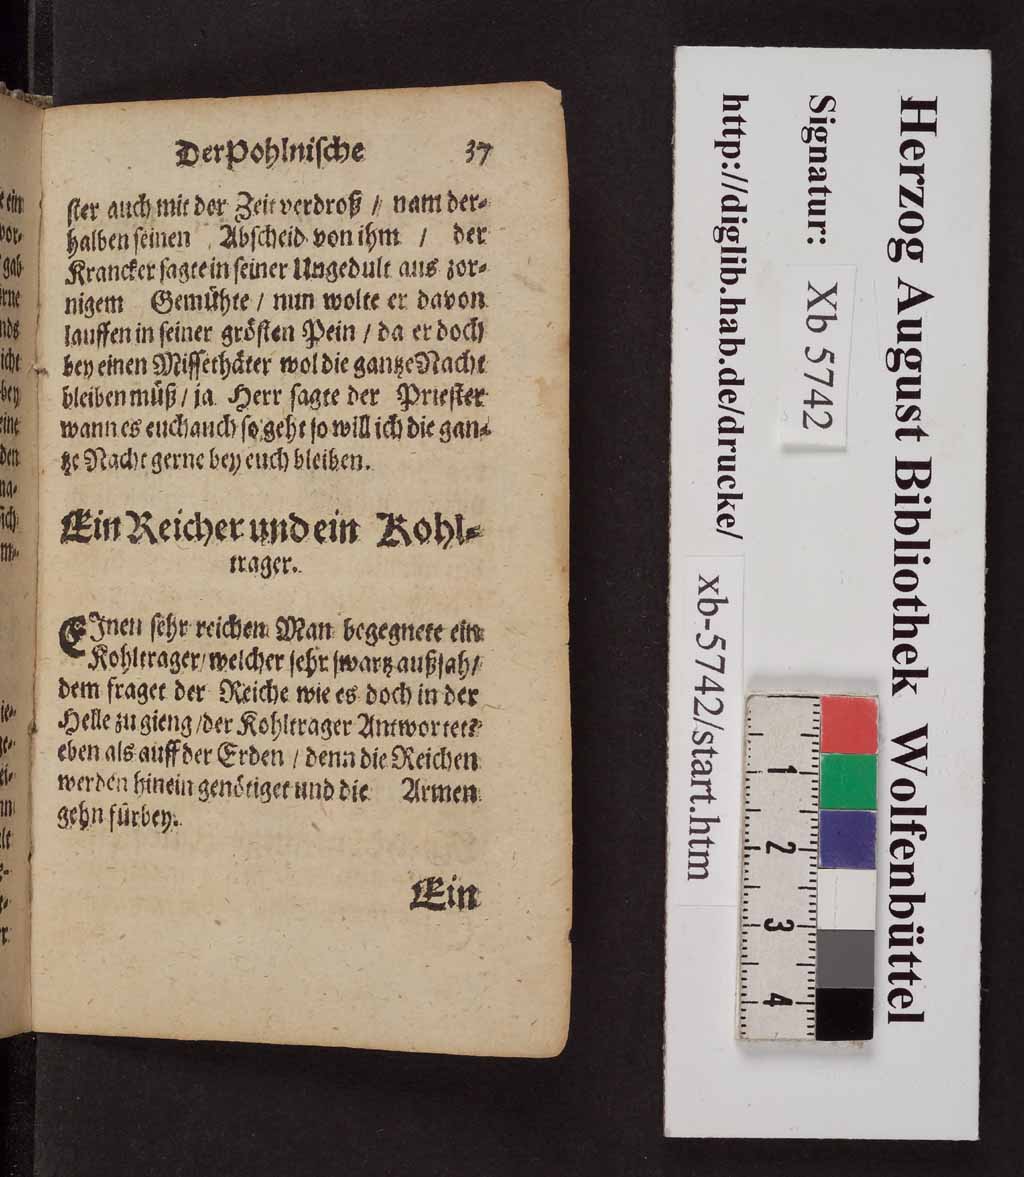 Der Pohlnische 37
ster auch mit der Zeit verdroß / nam der-
halben seinen Abscheid von ihm / der
Krancker sagte in seiner Ungedult aus zor-
nigem Gemühte / nun wolte er davon
lauffen in seiner grösten Pein / da er doch
bey einen Missethäter wol die gantze Nacht
bleiben müß / ja Herr sagte der Priester
wann es euch auch so geht so will ich die gan-
tze Nacht gerne bey euch bleiben.
Ein Reicher und ein Kohl-
trager.
EInen sehr reichen Man begegnete ein
Kohltrager / welcher sehr swartz außsah /
dem fraget der Reiche wie es doch in der
Helle zu gieng / der Kohltrager Antwortet
eben als auff der Erden / denn die Reichen
werden hinein genötiget und die Armen
gehn fürbey.
Ein
Herzog August Bibliothek Wolfenbüttel
Signatur: Xb 5742
http://diglib.hab.de/drucke/ xb-5742/start.htm
1
2
3
4